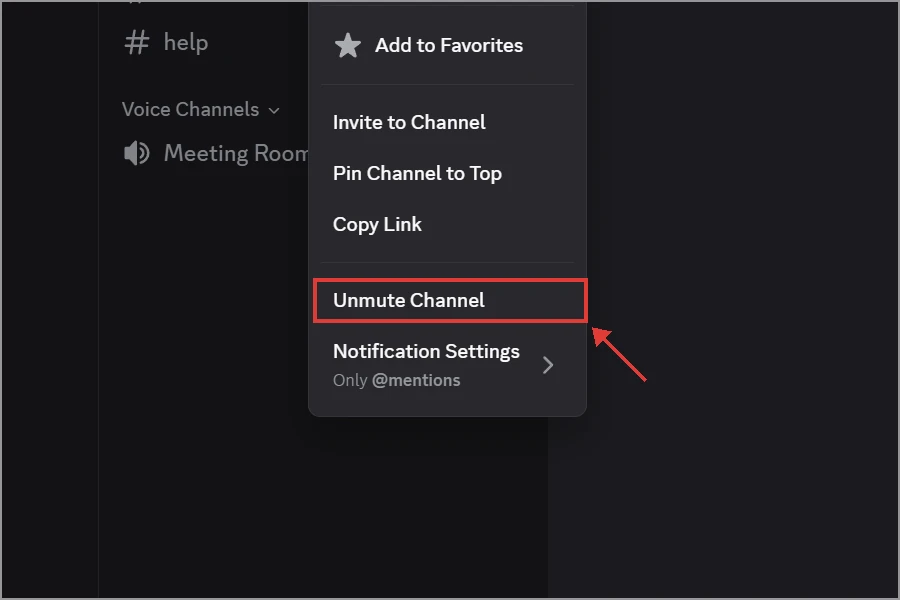 # help
Add to Favorites
Voice Channels
Invite to Channel
Meeting Room
Pin Channel to Top
Copy Link
Unmute Channel
Notification Settings
Only @mentions